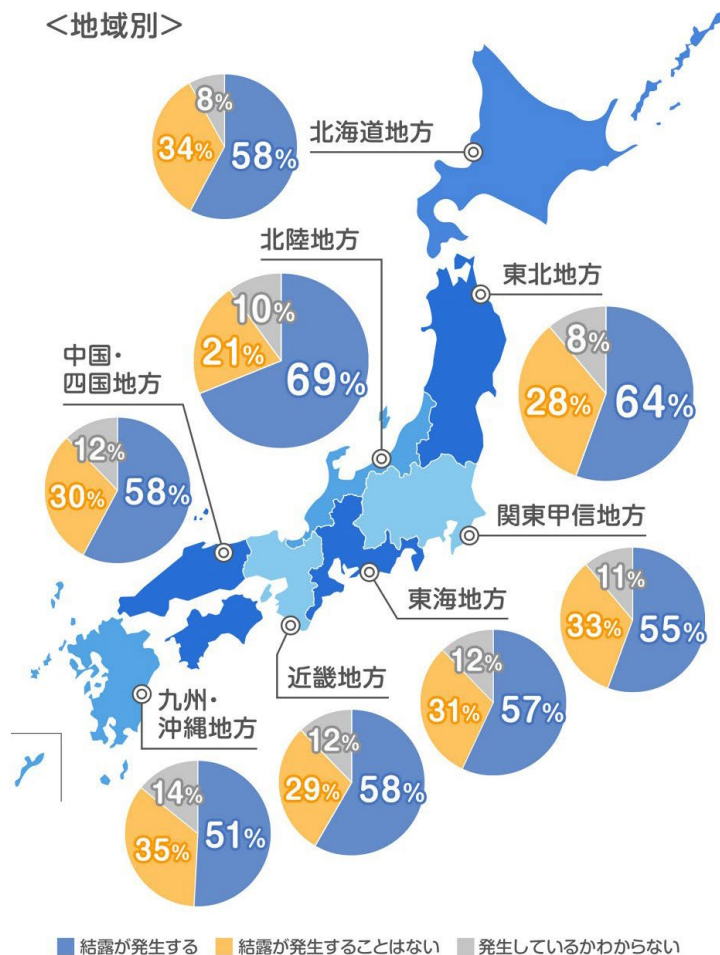 <地域別>
北海道地方
8%
34%
58%
北陸地方
10%
21%
69%
東北地方
8%
28%
64%
中国・
四国地方
12%
30%
58%
関東甲信地方
11%
33%
55%
東海地方
12%
31%
57%
近畿地方
12%
29%
58%
九州・
沖縄地方
14%
35%
51%
結露が発生する 結露が発生することはない 発生しているかわからない